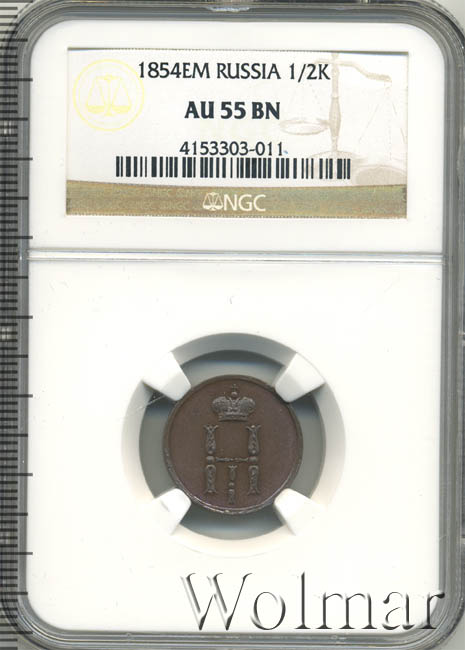 1854EM RUSSIA 1/2K
AU 55 BN
4153303-011
NGC
Wolmar